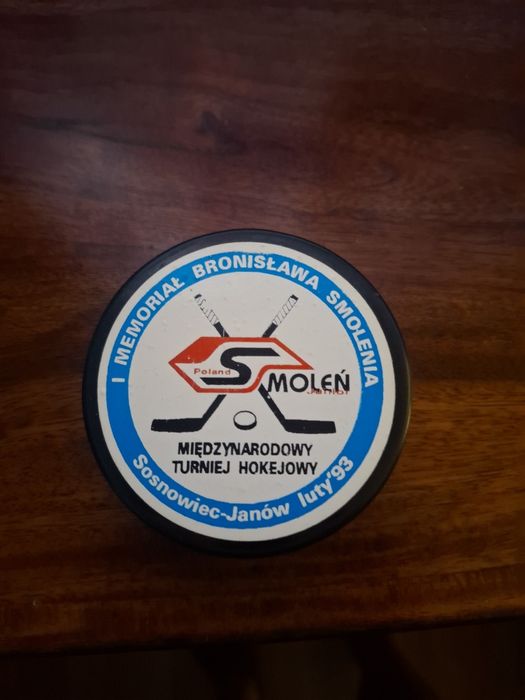 I MEMORIAŁ BRONISŁAWA SMOLENIA
Poland
SMOLEŃ
MIĘDZYNARODOWY
TURNIEJ HOKEJOWY
Sosnowiec-Janów luty'93